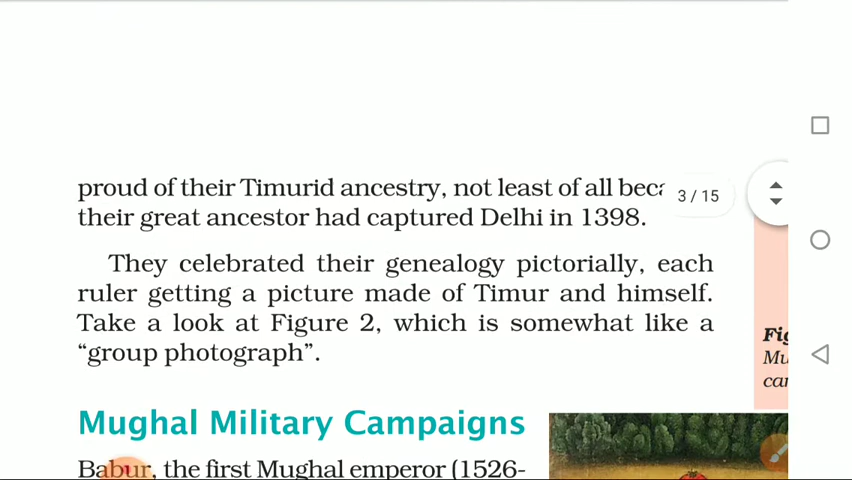 proud of their Timurid ancestry, not least of all
their great ancestor had captured Delhi in 1398.
3 / 15
They celebrated their genealogy pictorially, each
ruler getting a picture made of Timur and himself.
Take a look at Figure 2, which is somewhat like a
“group photograph”.
Mughal Military Campaigns
Babur, the first Mughal emperor (1526-